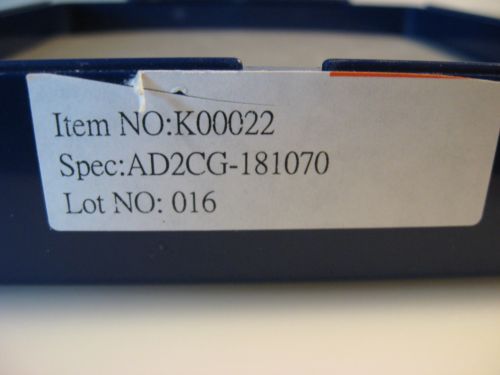 Item NO:K00022
Spec:AD2CG-181070
Lot NO: 016